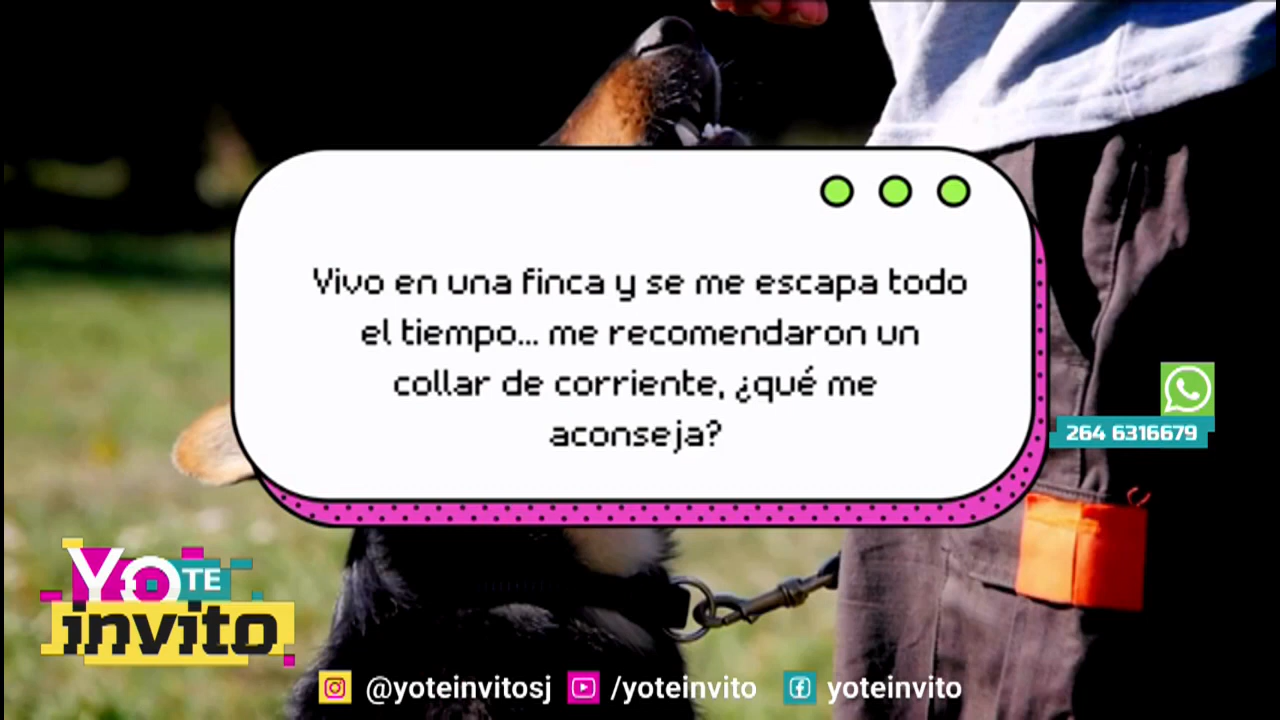 Vivo en una finca y se me escapa todo
el tiempo... me recomendaron un
collar de corriente, ¿qué me
aconseja?
264 6316679
YO TE
invito
@yoteinvitosj /yoteinvito yoteinvito